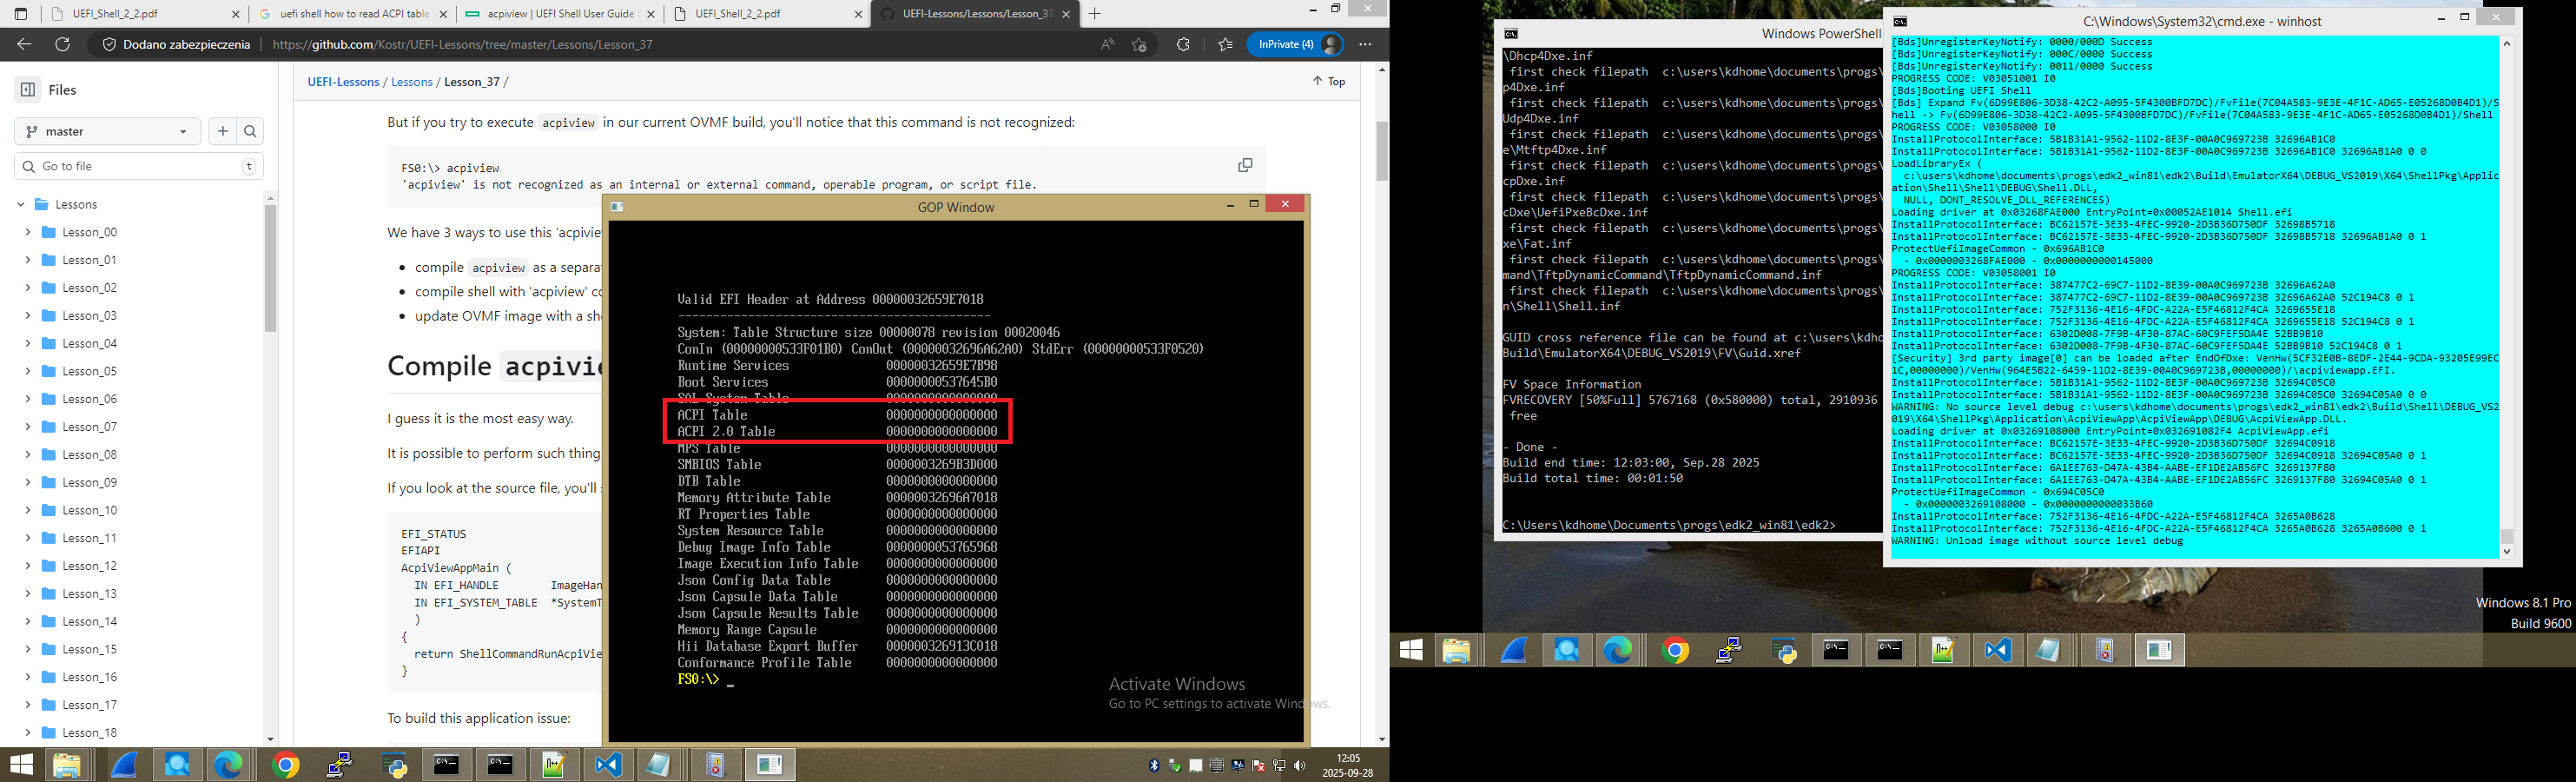 UEFI_Shell_2_2.pdf
uefi shell how to read ACPI table
acpiview | UEFI Shell User Guide
UEFI_Shell_2_2.pdf
UEFI-Lessons/Lessons/Lesson_37
Dodano zabezpieczenia
https://github.com/Kostr/UEFI-Lessons/tree/master/Lessons/Lesson_37
InPrivate (4)
Files
master
Go to file
t
Lessons
Lesson_00
Lesson_01
Lesson_02
Lesson_03
Lesson_04
Lesson_05
Lesson_06
Lesson_07
Lesson_08
Lesson_09
Lesson_10
Lesson_11
Lesson_12
Lesson_13
Lesson_14
Lesson_15
Lesson_16
Lesson_17
Lesson_18
UEFI-Lessons / Lessons / Lesson_37 /
Top
But if you try to execute acpiview in our current OVMF build, you'll notice that this command is not recognized:
FS0:\> acpiview
'acpiview' is not recognized as an internal or external command, operable program, or script file.
We have 3 ways to use this 'acpiview
compile acpiview as a separat
compile shell with 'acpiview' co
update OVMF image with a she
Compile acpivie
I guess it is the most easy way.
It is possible to perform such thing
If you look at the source file, you'll s
EFI_STATUS
EFIAPI
AcpiViewAppMain (
IN EFI_HANDLE ImageHan
IN EFI_SYSTEM_TABLE *SystemT
)
{
return ShellCommandRunAcpiVie
}
To build this application issue:
GOP Window
Valid EFI Header at Address 00000032659E7018
---------------------------------------------
System: Table Structure size 00000078 revision 00020046
ConIn (00000000533F01B0) ConOut (00000032696A62A0) StdErr (00000000533F0520)
Runtime Services 00000032659E7B98
Boot Services 00000000537645B0
SAL System Table 0000000000000000
ACPI Table 0000000000000000
ACPI 2.0 Table 0000000000000000
MPS Table 0000000000000000
SMBIOS Table 00000003269B3D000
DTB Table 0000000000000000
Memory Attribute Table 00000032696A7018
RT Properties Table 0000000000000000
System Resource Table 0000000000000000
Debug Image Info Table 0000000053765968
Image Execution Info Table 0000000000000000
Json Config Data Table 0000000000000000
Json Capsule Data Table 0000000000000000
Json Capsule Results Table 0000000000000000
Memory Range Capsule 0000000000000000
Hii Database Export Buffer 000000326913C018
Conformance Profile Table 0000000000000000
FS0:\> _
Activate Windows
Go to PC settings to activate Windows.
12:05
2025-09-28
Windows PowerShell
\Dhcp4Dxe.inf
first check filepath c:\users\kdhome\documents\progs\
p4Dxe.inf
first check filepath c:\users\kdhome\documents\progs\
Udp4Dxe.inf
first check filepath c:\users\kdhome\documents\progs\
e\Mtftp4Dxe.inf
first check filepath c:\users\kdhome\documents\progs\
cpDxe.inf
first check filepath c:\users\kdhome\documents\progs\
cDxe\UefiPxeBcDxe.inf
first check filepath c:\users\kdhome\documents\progs\
xe\Fat.inf
first check filepath c:\users\kdhome\documents\progs\
mand\TftpDynamicCommand\TftpDynamicCommand.inf
first check filepath c:\users\kdhome\documents\progs\
n\Shell\Shell.inf
GUID cross reference file can be found at c:\users\kdho
Build\EmulatorX64\DEBUG_VS2019\FV\Guid.xref
FV Space Information
FVRECOVERY [50%Full] 5767168 (0x580000) total, 2910936
free
- Done -
Build end time: 12:03:00, Sep.28 2025
Build total time: 00:01:50
C:\Users\kdhome\Documents\progs\edk2_win81\edk2>
C:\Windows\System32\cmd.exe - winhost
[Bds]UnregisterKeyNotify: 0000/000D Success
[Bds]UnregisterKeyNotify: 000C/0000 Success
[Bds]UnregisterKeyNotify: 0011/0000 Success
PROGRESS CODE: V03051001 I0
[Bds]Booting UEFI Shell
[Bds] Expand Fv(6D99E806-3D38-42C2-A095-5F4300BFD7DC)/FvFile(7C04A583-9E3E-4F1C-AD65-E05268D0B4D1)/S
hell -> Fv(6D99E806-3D38-42C2-A095-5F4300BFD7DC)/FvFile(7C04A583-9E3E-4F1C-AD65-E05268D0B4D1)/Shell
PROGRESS CODE: V03058000 I0
InstallProtocolInterface: 5B1B31A1-9562-11D2-8E3F-00A0C969723B 32696AB1C0
InstallProtocolInterface: 5B1B31A1-9562-11D2-8E3F-00A0C969723B 32696AB1C0 32696AB1A0 0 0
LoadLibraryEx (
c:\users\kdhome\documents\progs\edk2_win81\edk2\Build\EmulatorX64\DEBUG_VS2019\X64\ShellPkg\Applic
ation\Shell\Shell\DEBUG\Shell.DLL,
NULL, DONT_RESOLVE_DLL_REFERENCES)
Loading driver at 0x03268FAE000 EntryPoint=0x00052AE1014 Shell.efi
InstallProtocolInterface: BC62157E-3E33-4FEC-9920-2D3B36D750DF 32698B5718
InstallProtocolInterface: BC62157E-3E33-4FEC-9920-2D3B36D750DF 32698B5718 32696AB1A0 0 1
ProtectUefiImageCommon - 0x696AB1C0
- 0x0000003268FAE000 - 0x0000000000145000
PROGRESS CODE: V03058001 I0
InstallProtocolInterface: 387477C2-69C7-11D2-8E39-00A0C969723B 32696A62A0
InstallProtocolInterface: 387477C2-69C7-11D2-8E39-00A0C969723B 32696A62A0 52C194C8 0 1
InstallProtocolInterface: 752F3136-4E16-4FDC-A22A-E5F46812F4CA 3269655E18
InstallProtocolInterface: 752F3136-4E16-4FDC-A22A-E5F46812F4CA 3269655E18 52C194C8 0 1
InstallProtocolInterface: 6302D008-7F9B-4F30-87AC-60C9FEF5DA4E 52BB9B10
InstallProtocolInterface: 6302D008-7F9B-4F30-87AC-60C9FEF5DA4E 52BB9B10 52C194C8 0 1
[Security] 3rd party image[0] can be loaded after EndOfDxe: VenHw(5CF32E0B-8EDF-2E44-9CDA-93205E99EC
1C,00000000)/VenHw(964E5B22-6459-11D2-8E39-00A0C969723B,00000000)/\acpiviewapp.EFI.
InstallProtocolInterface: 5B1B31A1-9562-11D2-8E3F-00A0C969723B 32694C05C0
InstallProtocolInterface: 5B1B31A1-9562-11D2-8E3F-00A0C969723B 32694C05C0 32694C05A0 0 0
WARNING: No source level debug c:\users\kdhome\documents\progs\edk2_win81\edk2\Build\Shell\DEBUG_VS2
019\X64\ShellPkg\Application\AcpiViewApp\AcpiViewApp\DEBUG\AcpiViewApp.DLL.
Loading driver at 0x03269108000 EntryPoint=0x032691082F4 AcpiViewApp.efi
InstallProtocolInterface: BC62157E-3E33-4FEC-9920-2D3B36D750DF 32694C0918
InstallProtocolInterface: BC62157E-3E33-4FEC-9920-2D3B36D750DF 32694C0918 32694C05A0 0 1
InstallProtocolInterface: 6A1EE763-D47A-43B4-AABE-EF1DE2AB56FC 3269137F80
InstallProtocolInterface: 6A1EE763-D47A-43B4-AABE-EF1DE2AB56FC 3269137F80 32694C05A0 0 1
ProtectUefiImageCommon - 0x694C05C0
- 0x0000003269108000 - 0x0000000000033B60
InstallProtocolInterface: 752F3136-4E16-4FDC-A22A-E5F46812F4CA 3265A0B628
InstallProtocolInterface: 752F3136-4E16-4FDC-A22A-E5F46812F4CA 3265A0B628 3265A0B600 0 1
WARNING: Unload image without source level debug
Windows 8.1 Pro
Build 9600